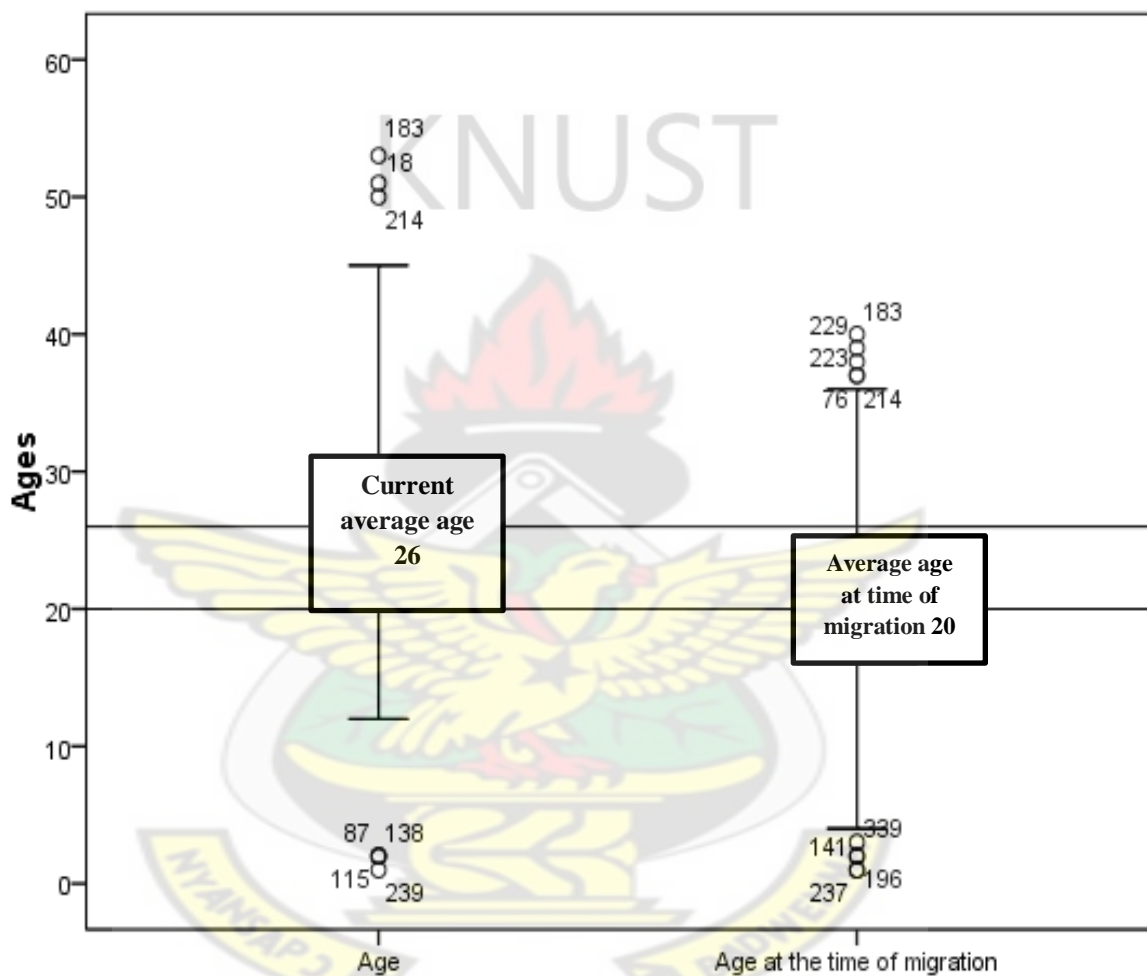 KNUST
60
50
40
30
20
10
0
Ages
183
18
214
Current
average age
26
87 138
115
239
229 183
223
76 214
Average age
at time of
migration 20
339
141
237 196
Age
Age at the time of migration
NYANSAP